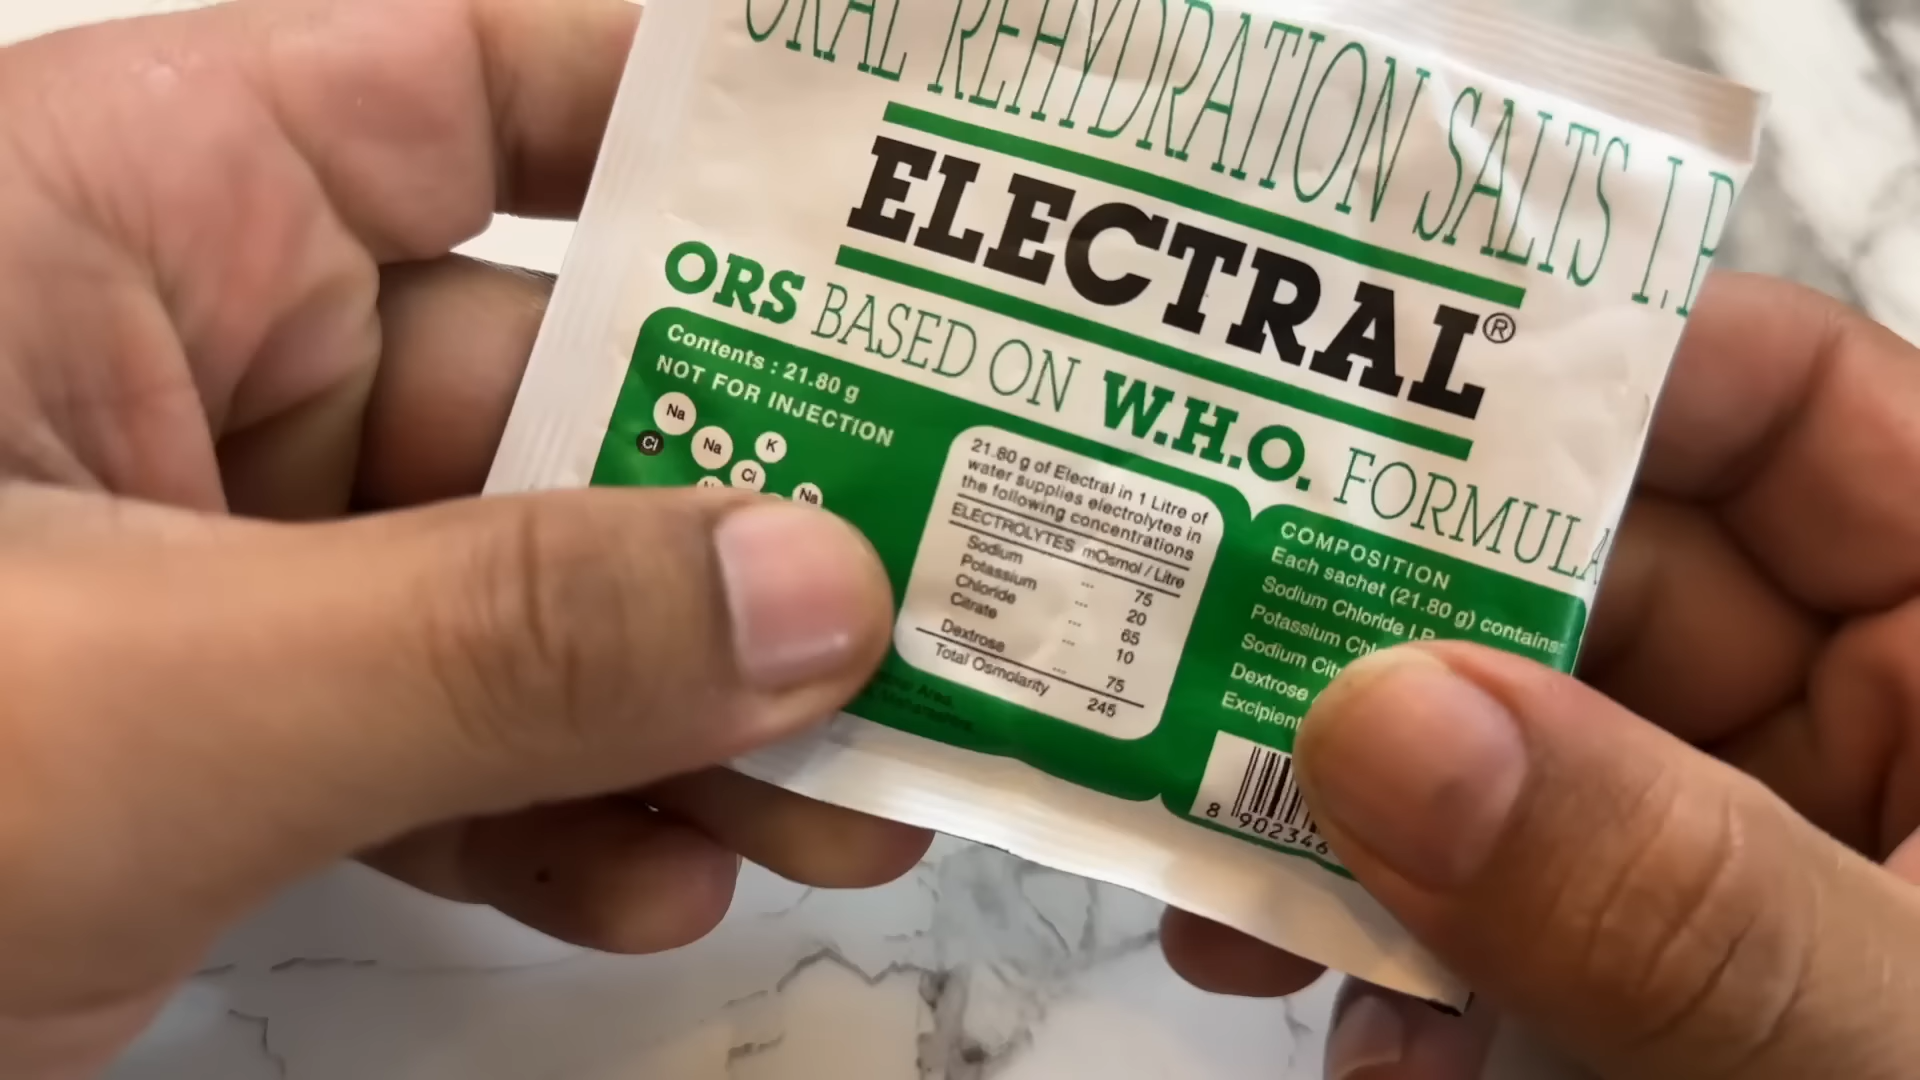 ORAL REHYDRATION SALTS I.P
ELECTRAL®
ORS BASED ON W.H.O. FORMULA
Contents : 21.80 g
NOT FOR INJECTION
Na
Cl
Na
K
Cl
Na
21.80 g of Electral in 1 Litre of
water supplies electrolytes in
the following concentrations
ELECTROLYTES mOsmol / Litre
Sodium ... 75
Potassium ... 20
Chloride ... 65
Citrate ... 10
Dextrose ... 75
Total Osmolarity 245
COMPOSITION
Each sachet (21.80 g) contains:
Sodium Chloride I.P.
Potassium Chl
Sodium Citr
Dextrose
Excipient
8 902346